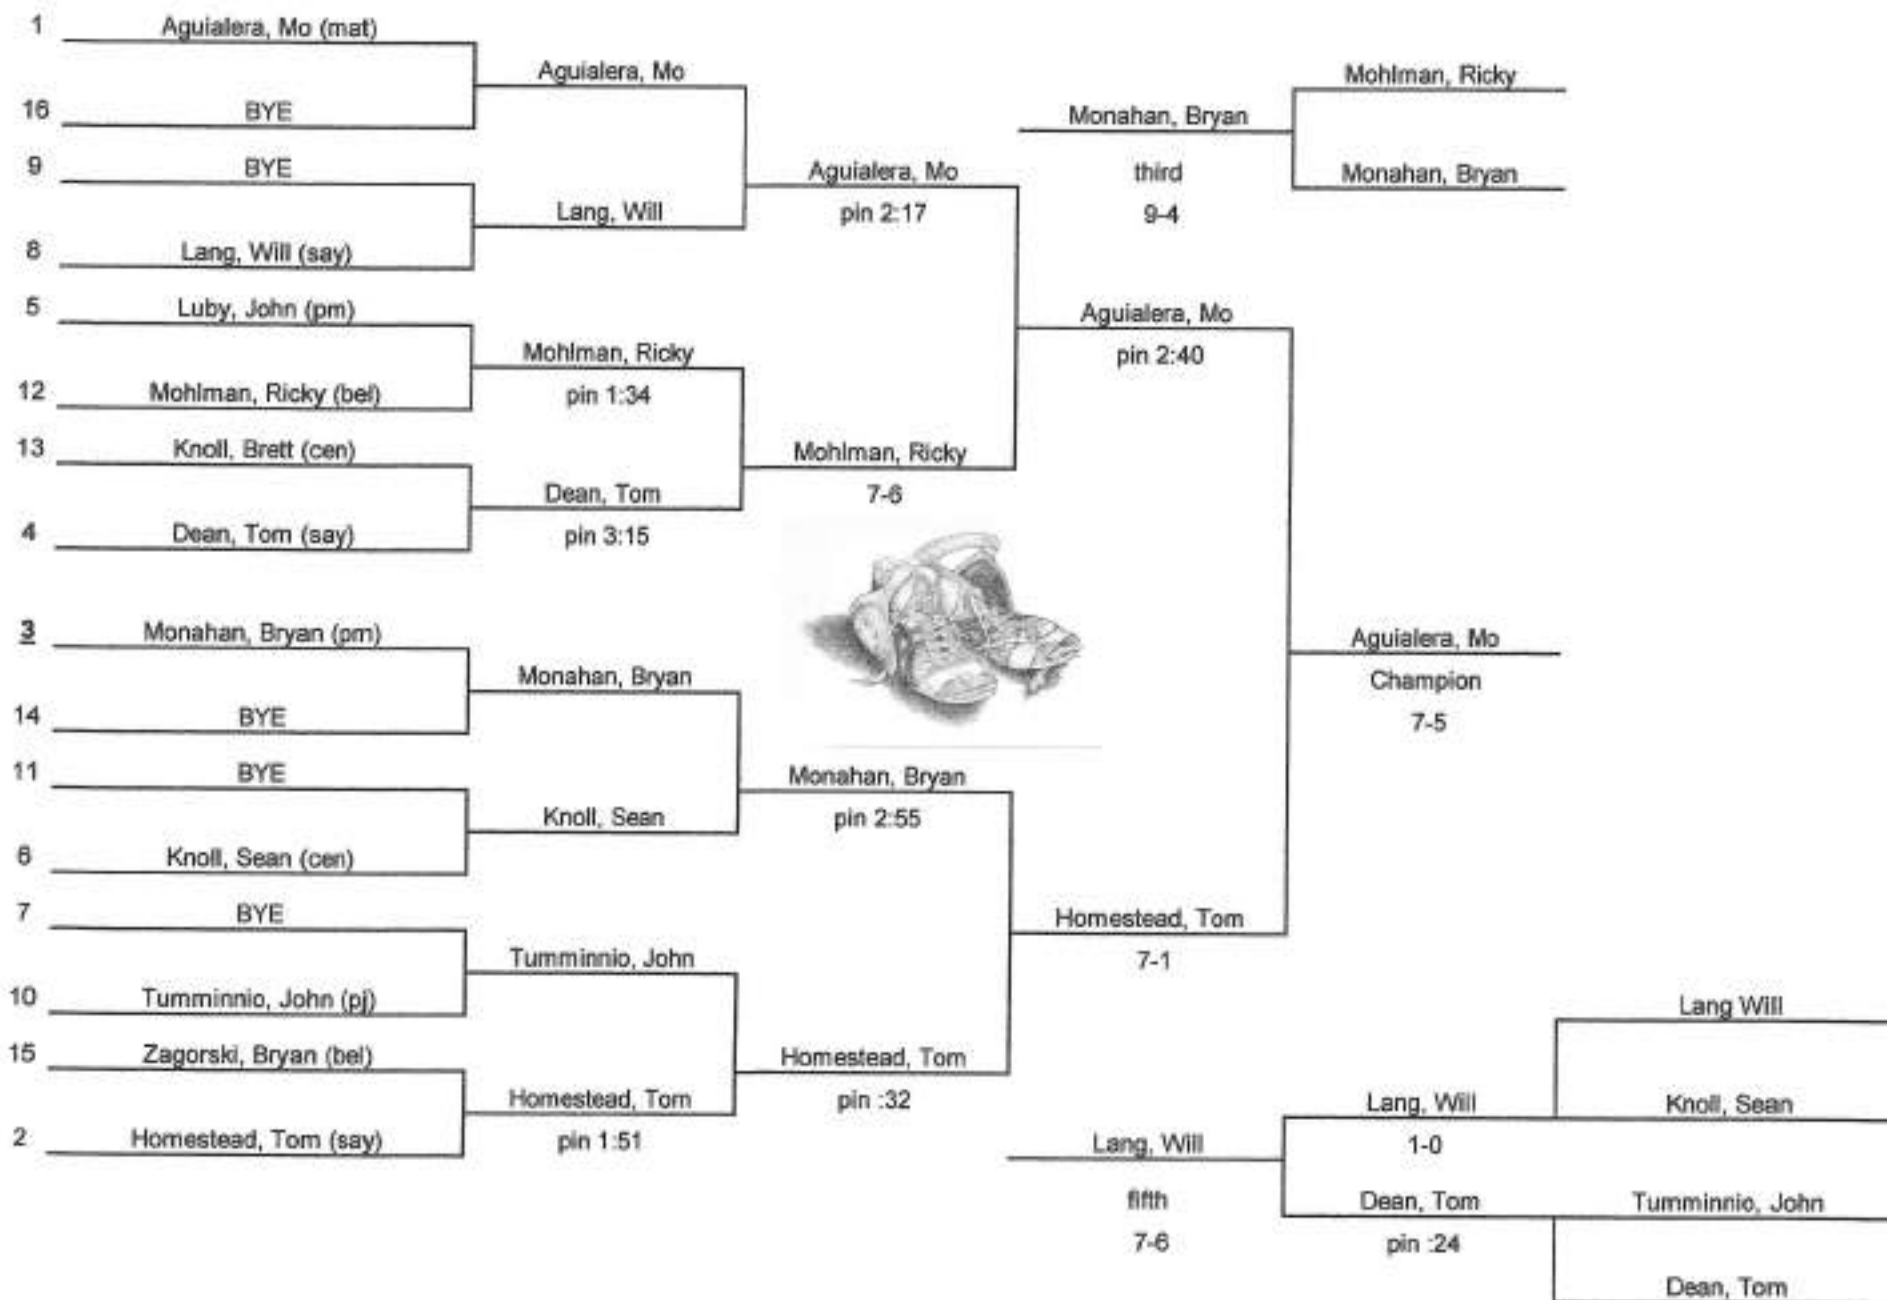 1 Aguialera, Mo (mat)
Aguialera, Mo
16 BYE
9 BYE
Aguialera, Mo
pin 2:17
Lang, Will
8 Lang, Will (say)
5 Luby, John (pm)
Mohlman, Ricky
pin 1:34
12 Mohlman, Ricky (bel)
13 Knoll, Brett (cen)
Mohlman, Ricky
7-6
Dean, Tom
pin 3:15
4 Dean, Tom (say)
Aguialera, Mo
pin 2:40
Mohlman, Ricky
Monahan, Bryan
third
9-4
Monahan, Bryan
3 Monahan, Bryan (pm)
Monahan, Bryan
14 BYE
11 BYE
Monahan, Bryan
pin 2:55
Knoll, Sean
6 Knoll, Sean (cen)
7 BYE
Tumminnio, John
10 Tumminnio, John (pj)
15 Zagorski, Bryan (bel)
Homestead, Tom
pin :32
Homestead, Tom
pin 1:51
2 Homestead, Tom (say)
Homestead, Tom
7-1
Aguialera, Mo
Champion
7-5
Lang Will
Lang, Will
1-0
Knoll, Sean
Lang, Will
fifth
7-6
Dean, Tom
pin :24
Tumminnio, John
Dean, Tom